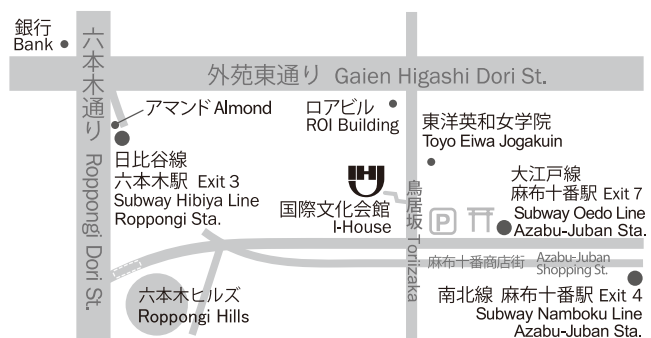 銀行
Bank
六本木通り Roppongi Dori St.
外苑東通り Gaien Higashi Dori St.
アマンド Almond
ロアビル
ROI Building
東洋英和女学院
Toyo Eiwa Jogakuin
日比谷線
六本木駅 Exit 3
Subway Hibiya Line
Roppongi Sta.
IHJ
国際文化会館
I-House
鳥居坂 Toriizaka
P
大江戸線
麻布十番駅 Exit 7
Subway Oedo Line
Azabu-Juban Sta.
麻布十番商店街 Azabu-Juban
Shopping St.
六本木ヒルズ
Roppongi Hills
南北線 麻布十番駅 Exit 4
Subway Namboku Line
Azabu-Juban Sta.